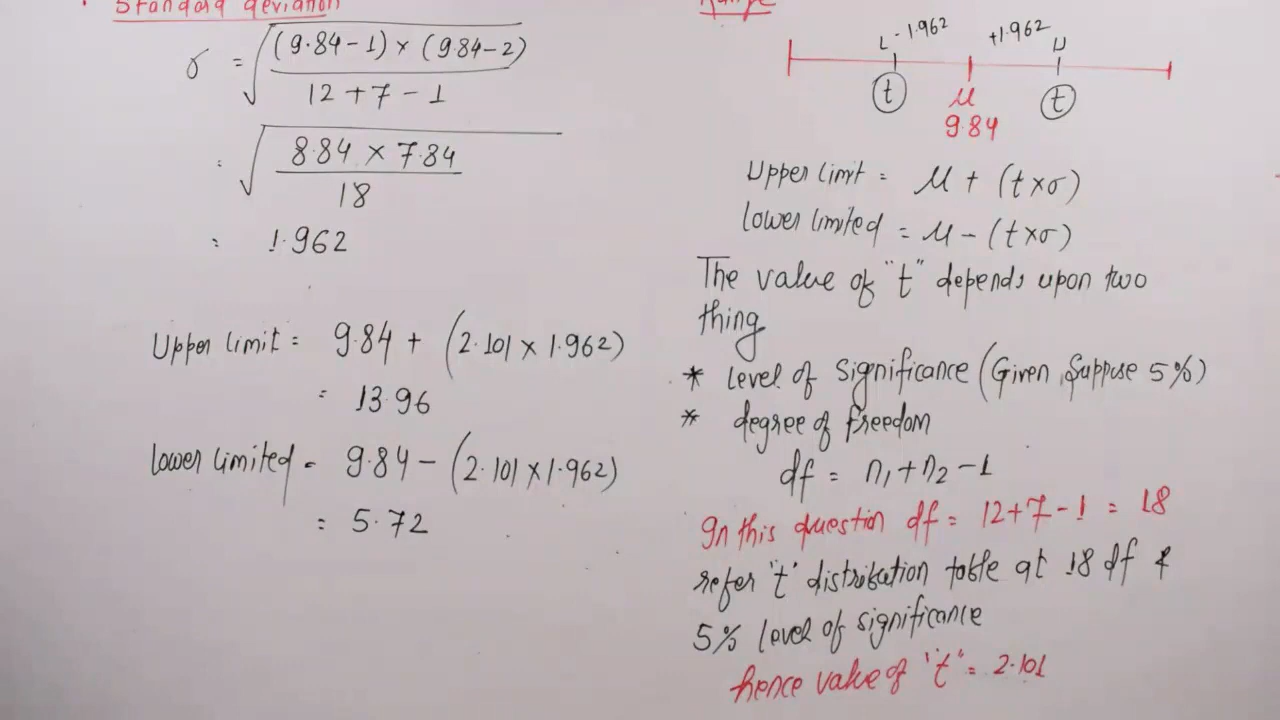 Standard deviation
σ = √((9.84-1) × (9.84-2) / 12+7-1)
= √(8.84 × 7.84 / 18)
= 1.962
Upper limit = 9.84 + (2.101 × 1.962)
= 13.96
Lower limited = 9.84 - (2.101 × 1.962)
= 5.72
Range
L -1.962 +1.962 U
t μ t
9.84
Upper limit = μ + (t×σ)
Lower limited = μ - (t×σ)
The value of "t" depends upon two
thing
* level of significance (Given, Suppose 5%)
* degree of freedom
df = n₁+n₂-1
In this question df = 12+7-1 = 18
refer 't' distribution table at 18 df &
5% level of significance
hence value of "t" = 2.101